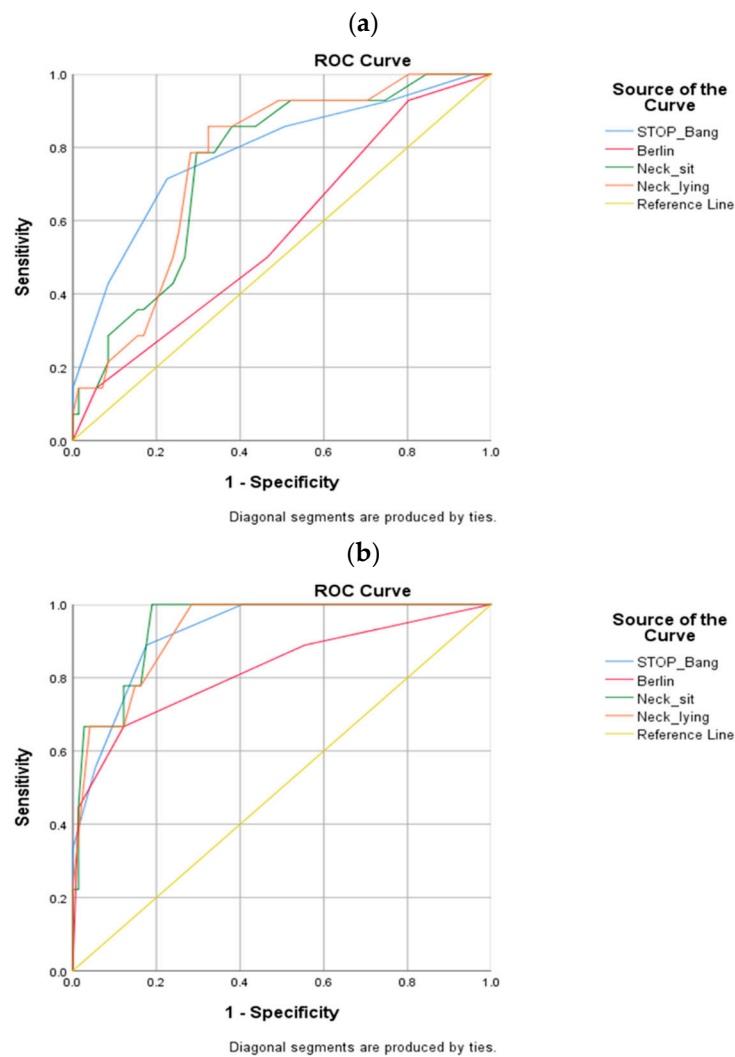 (a)
ROC Curve
1.0
0.8
0.6
0.4
0.2
0.0
Sensitivity
0.0 0.2 0.4 0.6 0.8 1.0
1 - Specificity
Diagonal segments are produced by ties.
Source of the
Curve
STOP_Bang
Berlin
Neck_sit
Neck_lying
Reference Line
(b)
ROC Curve
1.0
0.8
0.6
0.4
0.2
0.0
Sensitivity
0.0 0.2 0.4 0.6 0.8 1.0
1 - Specificity
Diagonal segments are produced by ties.
Source of the
Curve
STOP_Bang
Berlin
Neck_sit
Neck_lying
Reference Line